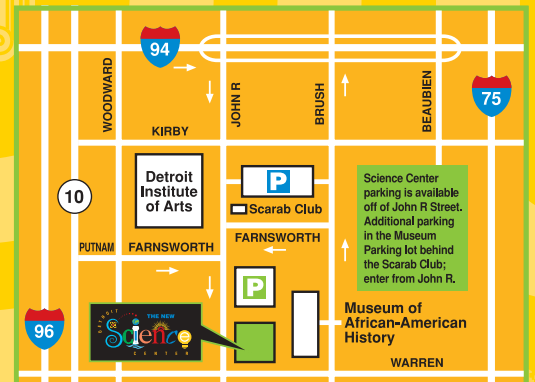 94
75
WOODWARD
JOHN R
BRUSH
BEAUBIEN
KIRBY
10
Detroit
Institute
of Arts
P
Scarab Club
Science Center
parking is available
off of John R Street.
Additional parking
in the Museum
Parking lot behind
the Scarab Club;
enter from John R.
PUTNAM
FARNSWORTH
FARNSWORTH
P
96
DETROIT
THE NEW
Science
CENTER
Museum of
African-American
History
WARREN